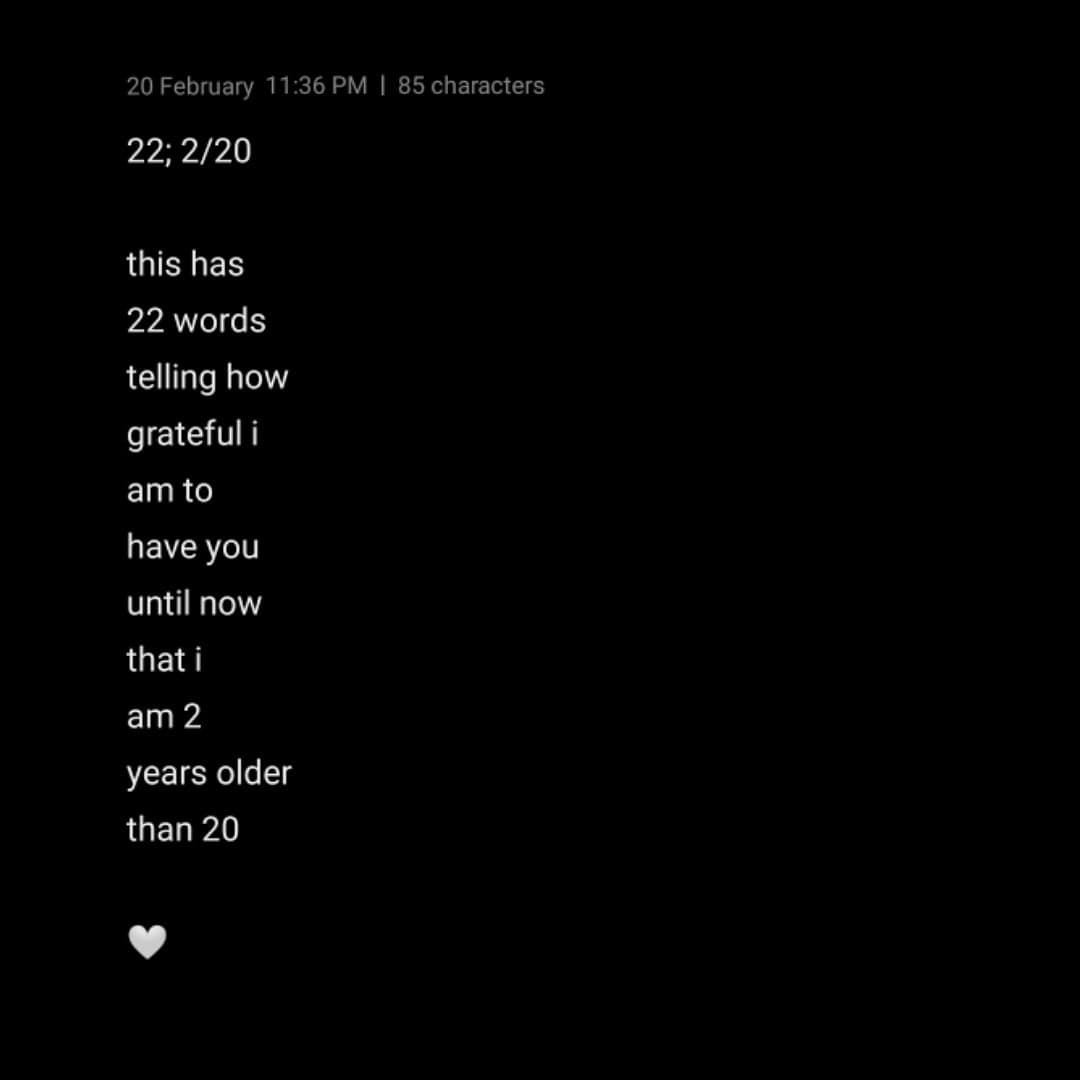 20 February 11:36 PM | 85 characters
22; 2/20
this has
22 words
telling how
grateful i
am to
have you
until now
that i
am 2
years older
than 20
🤍